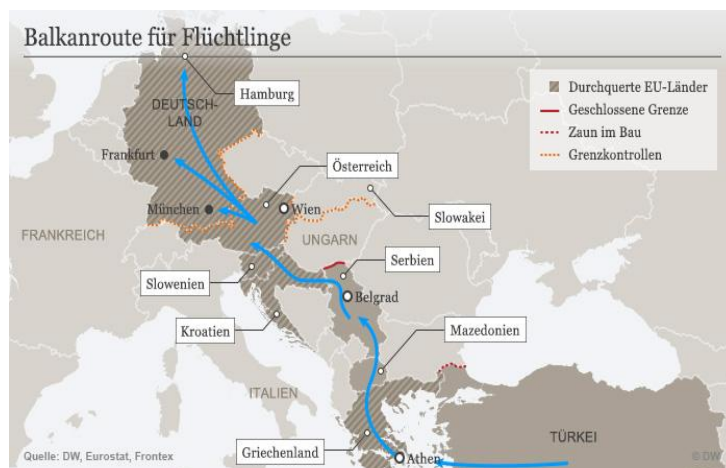 Balkanroute für Flüchtlinge
Durchquerte EU-Länder
Geschlossene Grenze
Zaun im Bau
Grenzkontrollen
Hamburg
DEUTSCH-
LAND
Frankfurt
Österreich
München
Wien
Slowakei
FRANKREICH
UNGARN
Serbien
Slowenien
Belgrad
Kroatien
Mazedonien
ITALIEN
TÜRKEI
Griechenland
Athen
Quelle: DW, Eurostat, Frontex
© DW